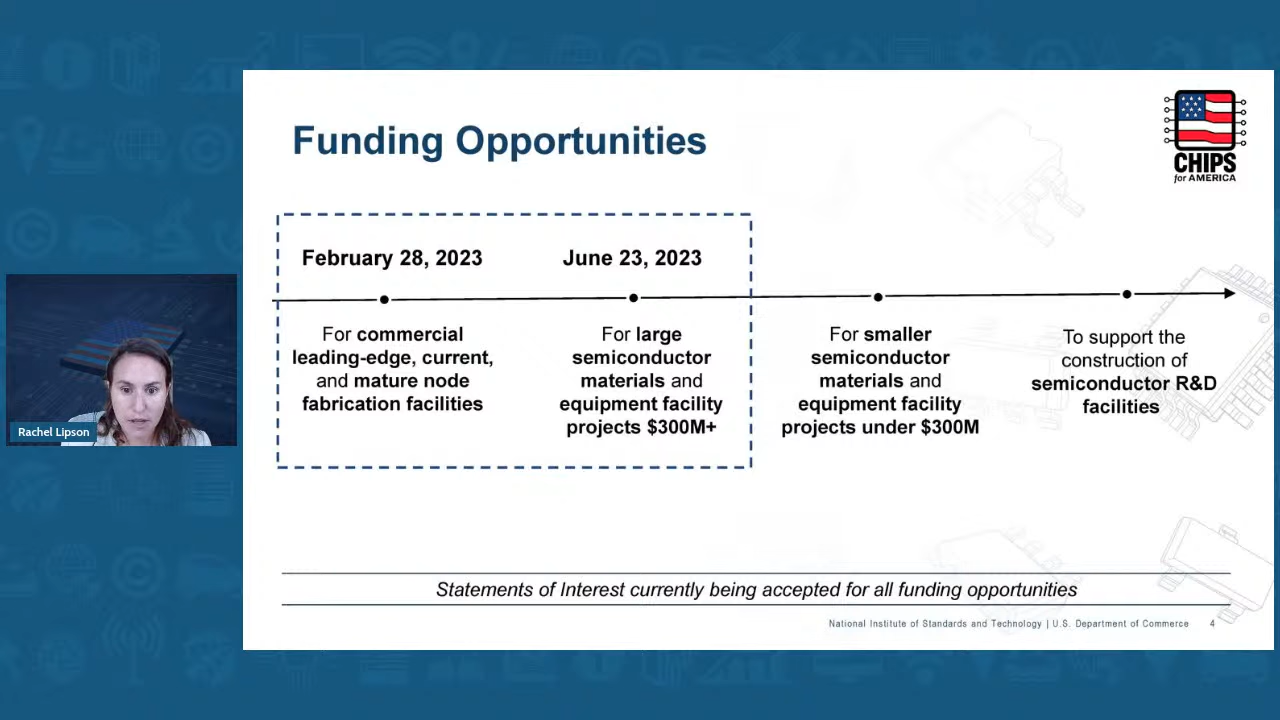 Funding Opportunities
CHIPS
for AMERICA
February 28, 2023
For commercial
leading-edge, current,
and mature node
fabrication facilities
June 23, 2023
For large
semiconductor
materials and
equipment facility
projects $300M+
For smaller
semiconductor
materials and
equipment facility
projects under $300M
To support the
construction of
semiconductor R&D
facilities
Rachel Lipson
Statements of Interest currently being accepted for all funding opportunities
National Institute of Standards and Technology | U.S. Department of Commerce 4